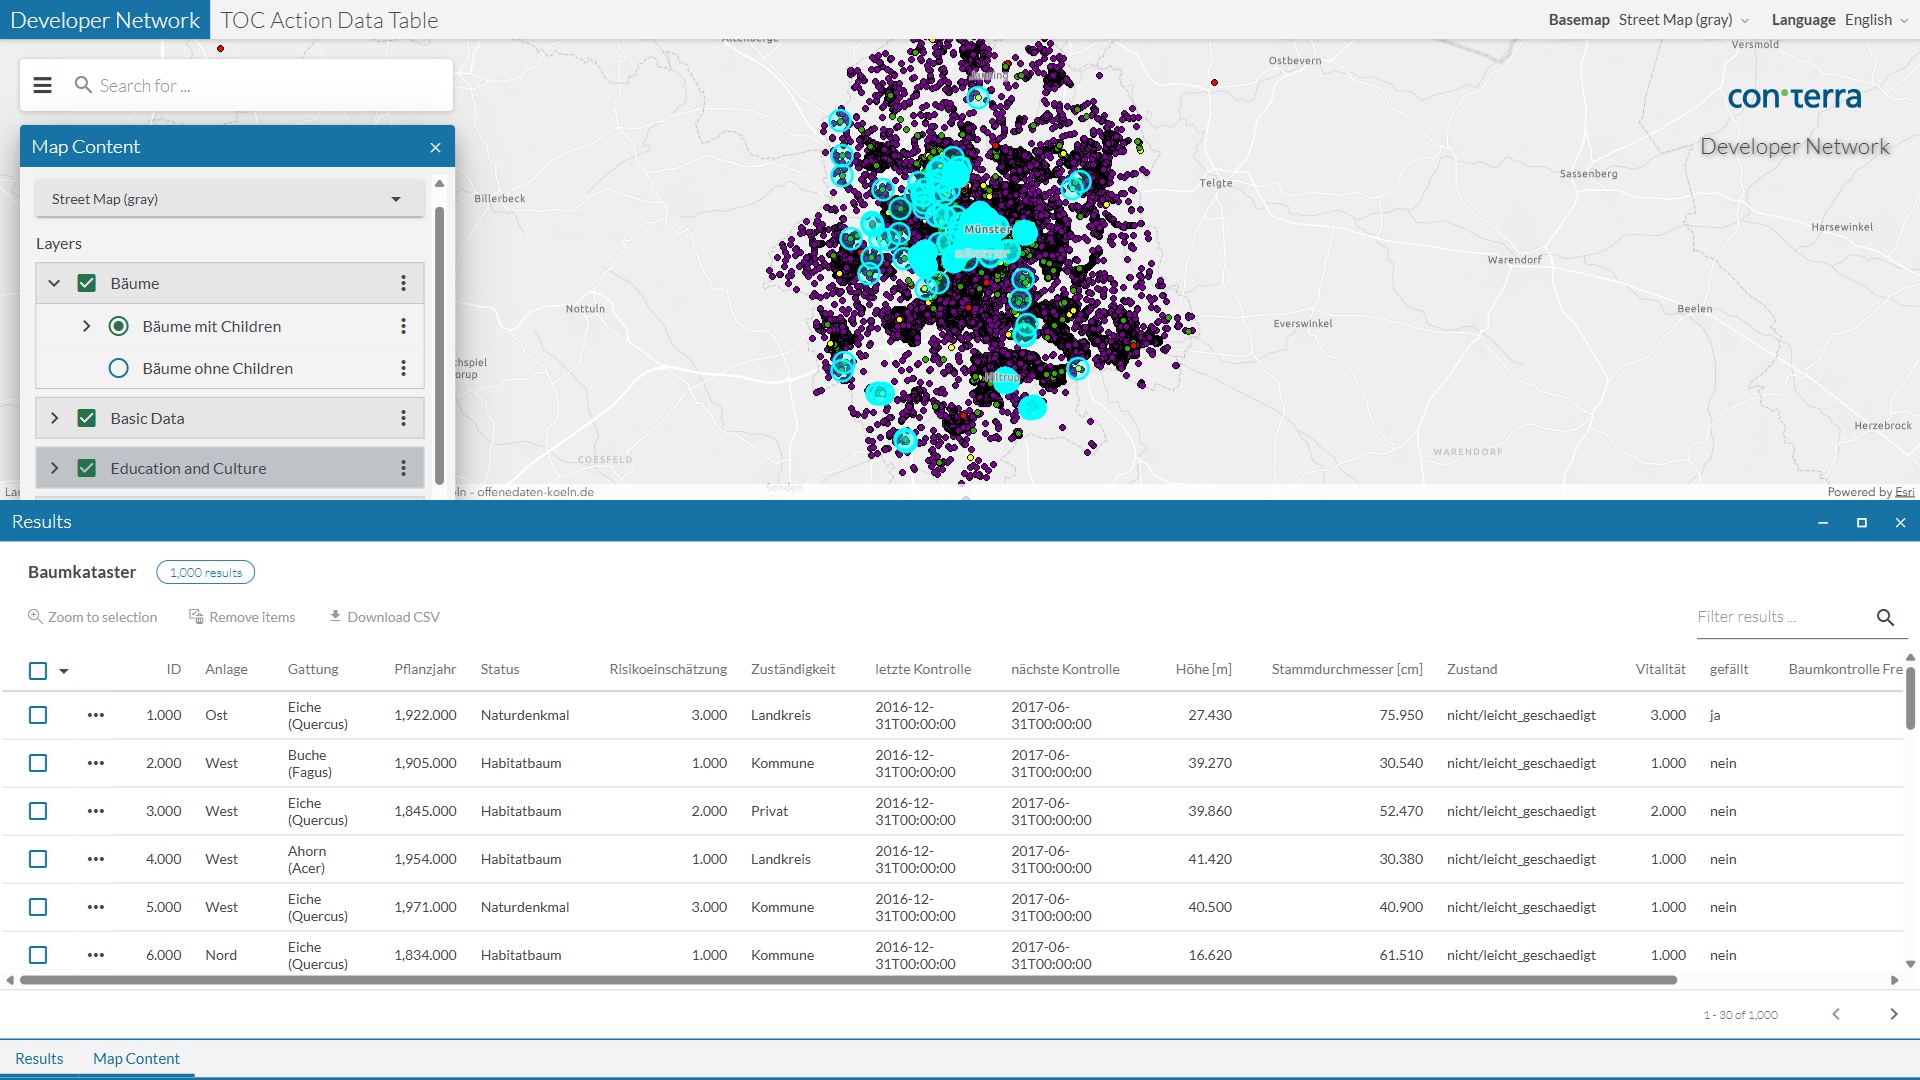 Developer Network
TOC Action Data Table
Basemap Street Map (gray)
Language English
Search for ...
con terra
Developer Network
Map Content
Street Map (gray)
Layers
Bäume
Bäume mit Children
Bäume ohne Children
Basic Data
Education and Culture
Versmold
Ostbevern
Sassenberg
Billerbeck
Telgte
Münster
Harsewinkel
Warendorf
Nottuln
Everswinkel
Beelen
Hiltrup
COESFELD
WARENDORF
Herzebrock
Senden
ln - offenedaten-koeln.de
Powered by Esri
Results
Baumkataster
1,000 results
Zoom to selection
Remove items
Download CSV
Filter results ...
ID Anlage Gattung Pflanzjahr Status Risikoeinschätzung Zuständigkeit letzte Kontrolle nächste Kontrolle Höhe [m] Stammdurchmesser [cm] Zustand Vitalität gefällt Baumkontrolle Fre
1.000 Ost Eiche (Quercus) 1,922.000 Naturdenkmal 3.000 Landkreis 2016-12-31T00:00:00 2017-06-31T00:00:00 27.430 75.950 nicht/leicht_geschaedigt 3.000 ja
2.000 West Buche (Fagus) 1,905.000 Habitatbaum 1.000 Kommune 2016-12-31T00:00:00 2017-06-31T00:00:00 39.270 30.540 nicht/leicht_geschaedigt 1.000 nein
3.000 West Eiche (Quercus) 1,845.000 Habitatbaum 2.000 Privat 2016-12-31T00:00:00 2017-06-31T00:00:00 39.860 52.470 nicht/leicht_geschaedigt 2.000 nein
4.000 West Ahorn (Acer) 1,954.000 Habitatbaum 1.000 Landkreis 2016-12-31T00:00:00 2017-06-31T00:00:00 41.420 30.380 nicht/leicht_geschaedigt 1.000 nein
5.000 West Eiche (Quercus) 1,971.000 Naturdenkmal 3.000 Kommune 2016-12-31T00:00:00 2017-06-31T00:00:00 40.500 40.900 nicht/leicht_geschaedigt 1.000 nein
6.000 Nord Eiche (Quercus) 1,834.000 Habitatbaum 1.000 Kommune 2016-12-31T00:00:00 2017-06-31T00:00:00 16.620 61.510 nicht/leicht_geschaedigt 1.000 nein
1 - 30 of 1,000
Results
Map Content